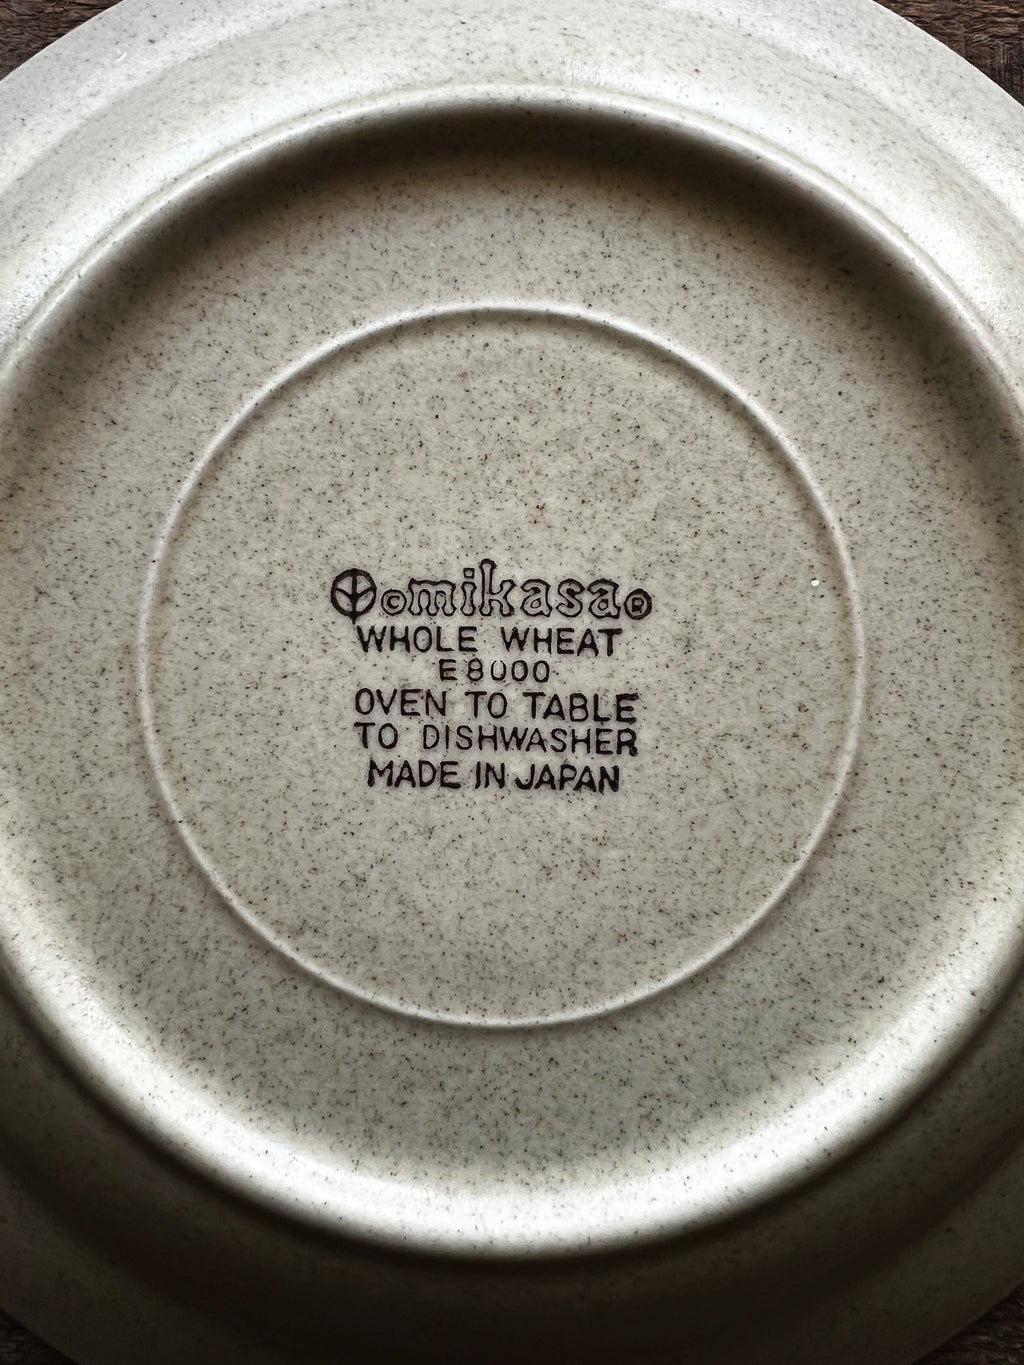 ©mikasa®
WHOLE WHEAT
E8000
OVEN TO TABLE
TO DISHWASHER
MADE IN JAPAN